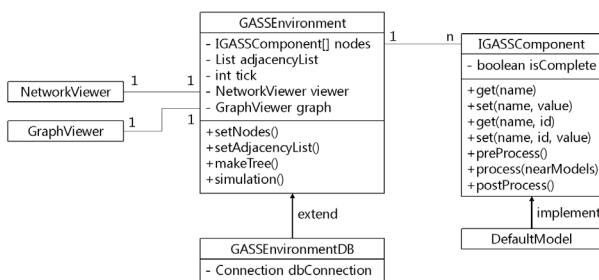 GASSEnvironment
- IGASSComponent[] nodes
- List adjacencyList
- int tick
- NetworkViewer viewer
- GraphViewer graph
+setNodes()
+setAdjacencyList()
+makeTree()
+simulation()
NetworkViewer
1
1
GraphViewer
1
1
1
n
IGASSComponent
- boolean isComplete
+get(name)
+set(name, value)
+get(name, id)
+set(name, id, value)
+preProcess()
+process(nearModels)
+postProcess()
extend
implement
GASSEnvironmentDB
- Connection dbConnection
DefaultModel